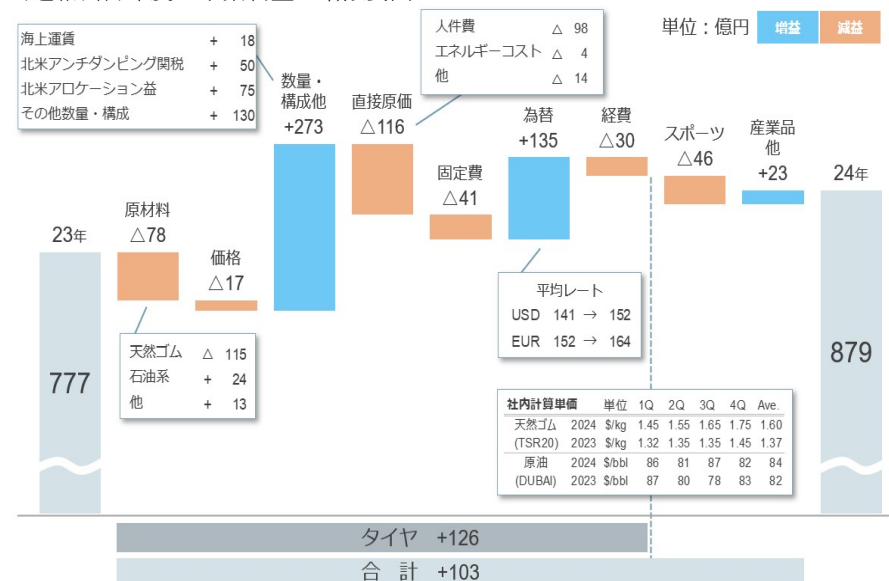 単位：億円 増益 減益
海上運賃 + 18
北米アンチダンピング関税 + 50
北米アロケーション益 + 75
その他数量・構成 + 130
人件費 △ 98
エネルギーコスト △ 4
他 △ 14
23年
777
原材料
△78
価格
△17
数量・
構成他
+273
直接原価
△116
固定費
△41
為替
+135
経費
△30
スポーツ
△46
産業品
他
+23
24年
879
天然ゴム △ 115
石油系 + 24
他 + 13
平均レート
USD 141 → 152
EUR 152 → 164
社内計算単価 単位 1Q 2Q 3Q 4Q Ave.
天然ゴム 2024 $/kg 1.45 1.55 1.65 1.75 1.60
(TSR20) 2023 $/kg 1.32 1.35 1.35 1.45 1.37
原油 2024 $/bbl 86 81 87 82 84
(DUBAI) 2023 $/bbl 87 80 78 83 82
タイヤ +126
合 計 +103